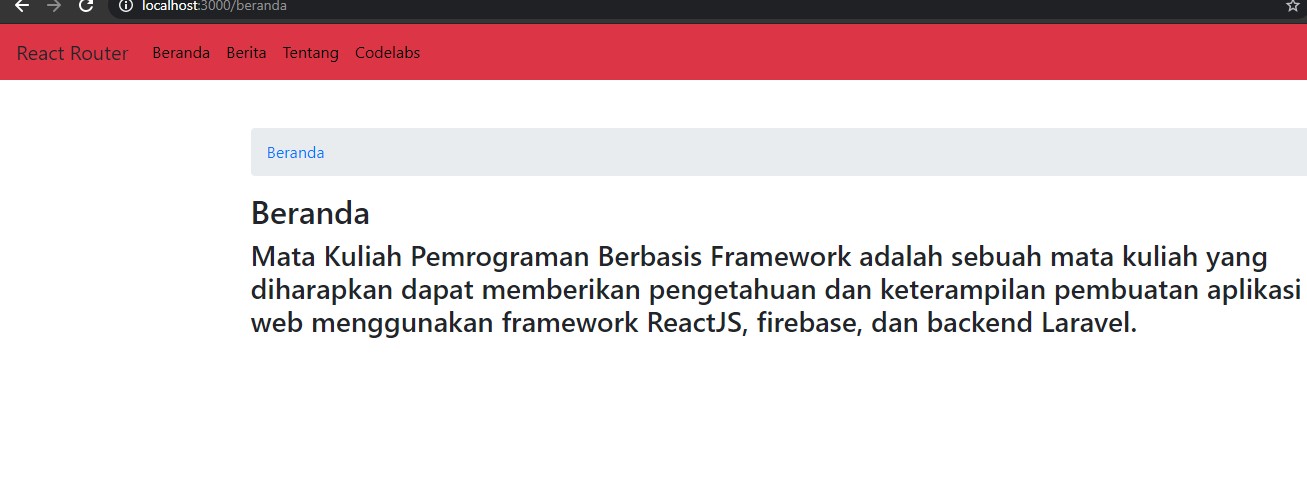 localhost:3000/beranda
React Router Beranda Berita Tentang Codelabs
Beranda
Beranda
Mata Kuliah Pemrograman Berbasis Framework adalah sebuah mata kuliah yang
diharapkan dapat memberikan pengetahuan dan keterampilan pembuatan aplikasi
web menggunakan framework ReactJS, firebase, dan backend Laravel.